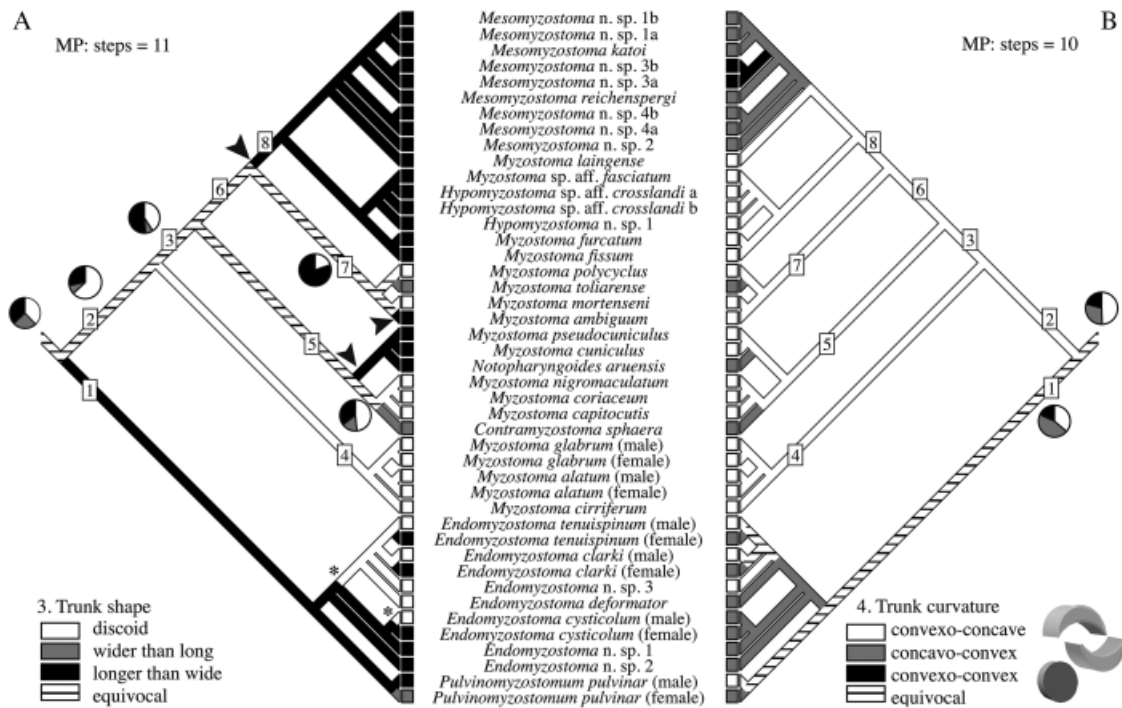 A
B
MP: steps = 11
MP: steps = 10
Mesomyzostoma n. sp. 1b
Mesomyzostoma n. sp. 1a
Mesomyzostoma katoi
Mesomyzostoma n. sp. 3b
Mesomyzostoma n. sp. 3a
Mesomyzostoma reichenspergi
Mesomyzostoma n. sp. 4b
Mesomyzostoma n. sp. 4a
Mesomyzostoma n. sp. 2
Myzostoma laingense
Myzostoma sp. aff. fasciatum
Hypomyzostoma sp. aff. crosslandi a
Hypomyzostoma sp. aff. crosslandi b
Hypomyzostoma n. sp. 1
Myzostoma furcatum
Myzostoma fissum
Myzostoma polycyclus
Myzostoma toliarense
Myzostoma mortenseni
Myzostoma ambiguum
Myzostoma pseudocuniculus
Myzostoma cuniculus
Notopharyngoides aruensis
Myzostoma nigromaculatum
Myzostoma coriaceum
Myzostoma capitocutis
Contramyzostoma sphaera
Myzostoma glabrum (male)
Myzostoma glabrum (female)
Myzostoma alatum (male)
Myzostoma alatum (female)
Myzostoma cirriferum
Endomyzostoma tenuispinum (male)
Endomyzostoma tenuispinum (female)
Endomyzostoma clarki (male)
Endomyzostoma clarki (female)
Endomyzostoma n. sp. 3
Endomyzostoma deformator
Endomyzostoma cysticolum (male)
Endomyzostoma cysticolum (female)
Endomyzostoma n. sp. 1
Endomyzostoma n. sp. 2
Pulvinomyzostomum pulvinar (male)
Pulvinomyzostomum pulvinar (female)
8
6
3
7
2
5
1
4
*
*
8
6
3
7
2
5
1
4
3. Trunk shape
discoid
wider than long
longer than wide
equivocal
4. Trunk curvature
convexo-concave
concavo-convex
convexo-convex
equivocal